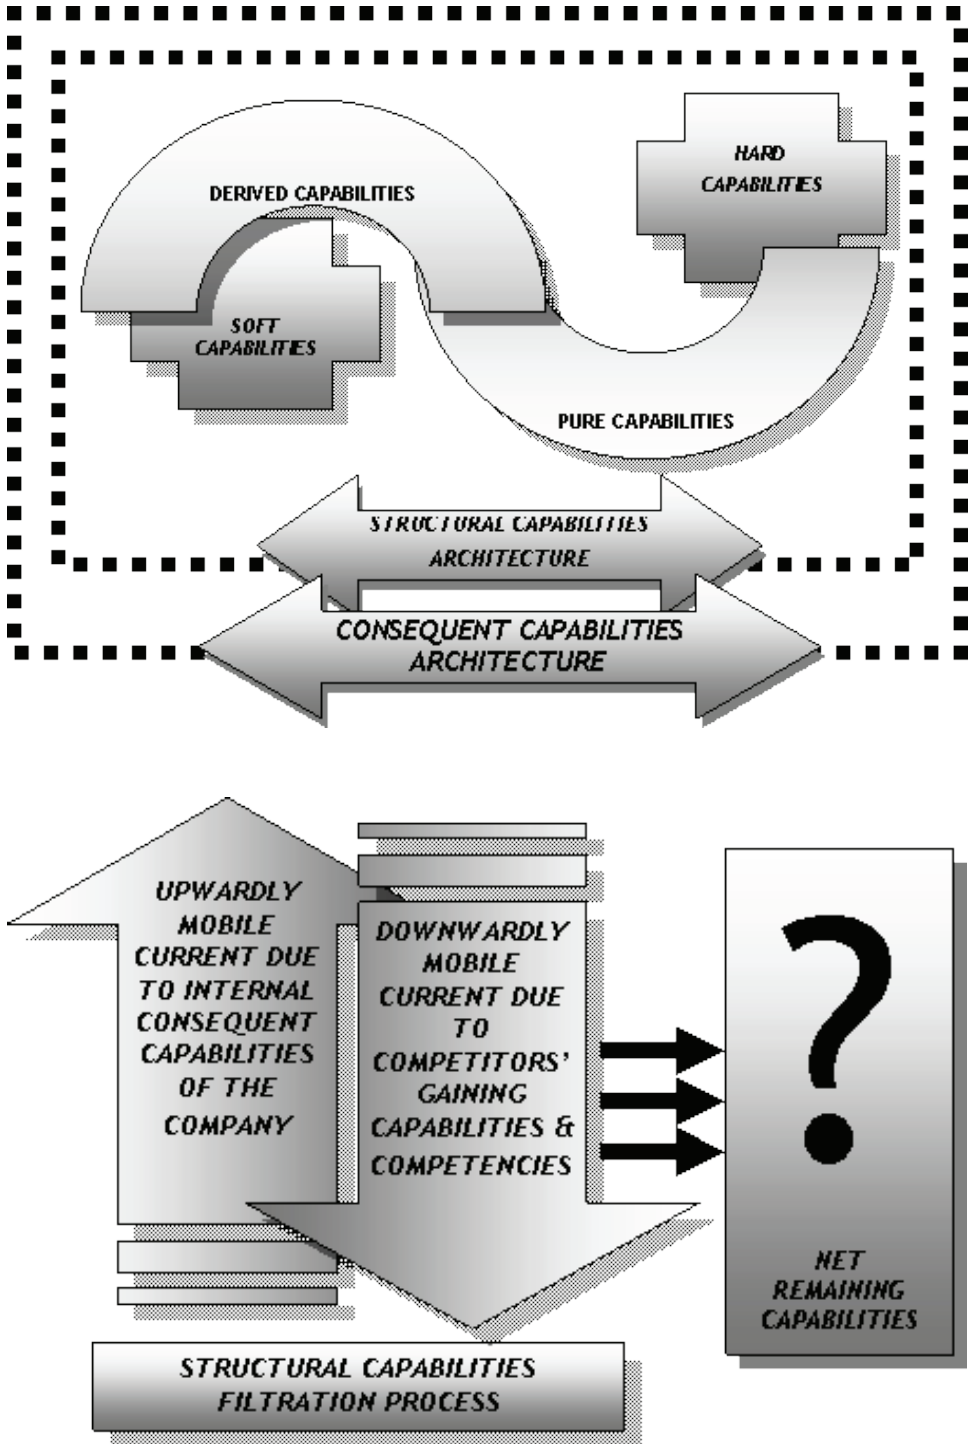 HARD
CAPABILITIES
DERIVED CAPABILITIES
SOFT
CAPABILITIES
PURE CAPABILITIES
STRUCTURAL CAPABILITIES
ARCHITECTURE
CONSEQUENT CAPABILITIES
ARCHITECTURE
UPWARDLY
MOBILE
CURRENT DUE
TO INTERNAL
CONSEQUENT
CAPABILITIES
OF THE
COMPANY
DOWNWARDLY
MOBILE
CURRENT DUE
TO
COMPETITORS'
GAINING
CAPABILITIES &
COMPETENCIES
?
NET
REMAINING
CAPABILITIES
STRUCTURAL CAPABILITIES
FILTRATION PROCESS